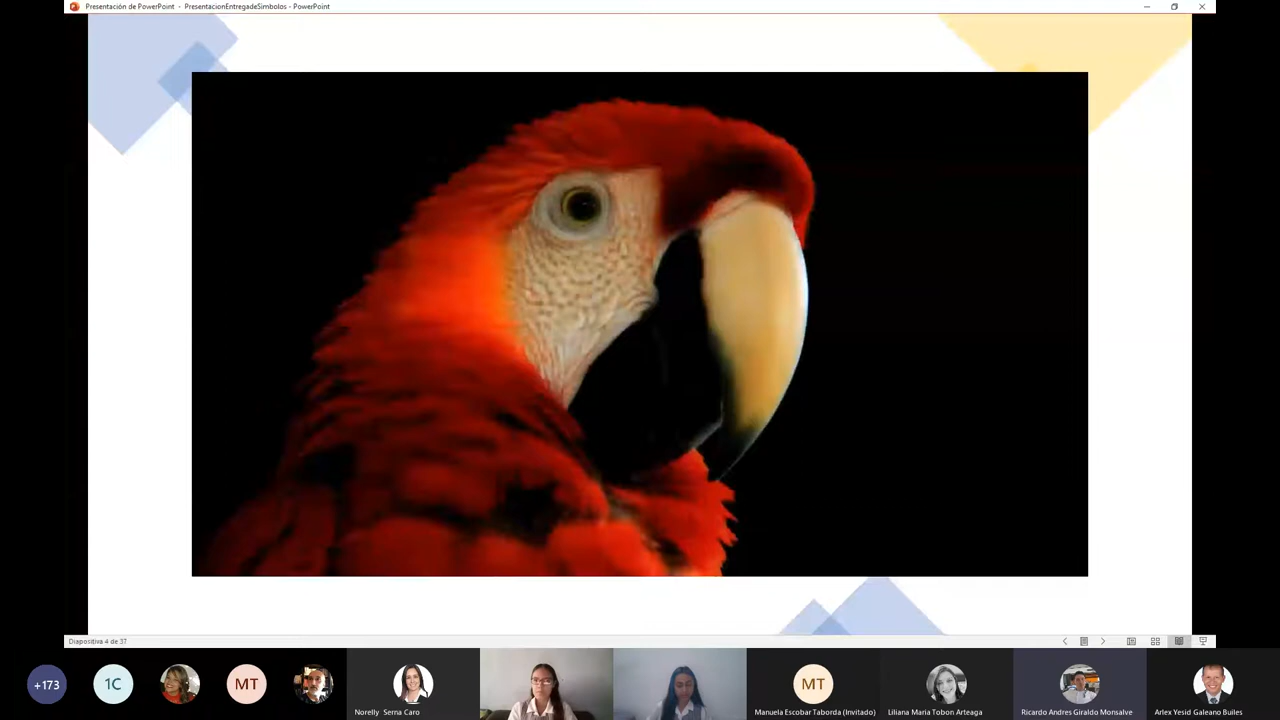 Presentación de PowerPoint - PresentacionEntregadeSimbolos - PowerPoint
Diapositiva 4 de 37
+173
1C
MT
Norelly Serna Caro
MT
Manuela Escobar Taborda (Invitado)
Liliana Maria Tobon Arteaga
Ricardo Andres Giraldo Monsalve
Arlex Yesid Galeano Builes